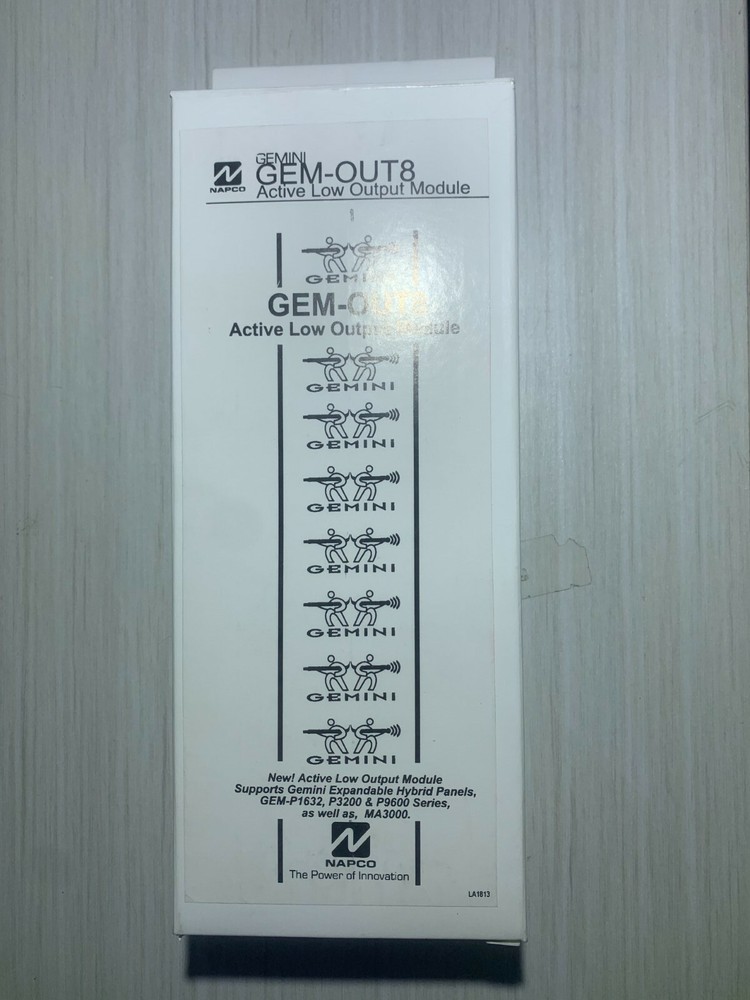 GEMINI
NAPCO
GEM-OUT8
Active Low Output Module
GEMINI
GEM-OUT8
Active Low Output Module
GEMINI
GEMINI
GEMINI
GEMINI
GEMINI
GEMINI
GEMINI
New! Active Low Output Module
Supports Gemini Expandable Hybrid Panels,
GEM-P1632, P3200 & P9600 Series,
as well as, MA3000.
NAPCO
The Power of Innovation
LA1813